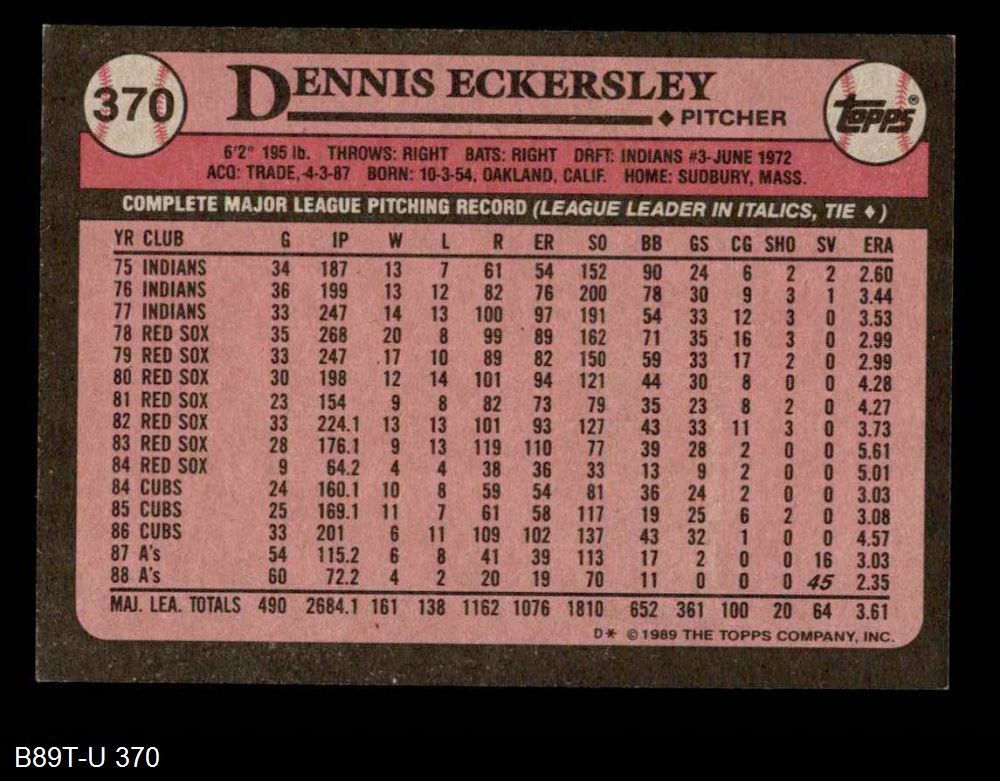 370
DENNIS ECKERSLEY
◆ PITCHER
TOPPS®
6'2" 195 lb. THROWS: RIGHT BATS: RIGHT DRFT: INDIANS #3-JUNE 1972
ACQ: TRADE, 4-3-87 BORN: 10-3-54, OAKLAND, CALIF. HOME: SUDBURY, MASS.
COMPLETE MAJOR LEAGUE PITCHING RECORD (LEAGUE LEADER IN ITALICS, TIE ♦)
YR CLUB G IP W L R ER SO BB GS CG SHO SV ERA
75 INDIANS 34 187 13 7 61 54 152 90 24 6 2 2 2.60
76 INDIANS 36 199 13 12 82 76 200 78 30 9 3 1 3.44
77 INDIANS 33 247 14 13 100 97 191 54 33 12 3 0 3.53
78 RED SOX 35 268 20 8 99 89 162 71 35 16 3 0 2.99
79 RED SOX 33 247 17 10 89 82 150 59 33 17 2 0 2.99
80 RED SOX 30 198 12 14 101 94 121 44 30 8 0 0 4.28
81 RED SOX 23 154 9 8 82 73 79 35 23 8 2 0 4.27
82 RED SOX 33 224.1 13 13 101 93 127 43 33 11 3 0 3.73
83 RED SOX 28 176.1 9 13 119 110 77 39 28 2 0 0 5.61
84 RED SOX 9 64.2 4 4 38 36 33 13 9 2 0 0 5.01
84 CUBS 24 160.1 10 8 59 54 81 36 24 2 0 0 3.03
85 CUBS 25 169.1 11 7 61 58 117 19 25 6 2 0 3.08
86 CUBS 33 201 6 11 109 102 137 43 32 1 0 0 4.57
87 A's 54 115.2 6 8 41 39 113 17 2 0 0 16 3.03
88 A's 60 72.2 4 2 20 19 70 11 0 0 0 45 2.35
MAJ. LEA. TOTALS 490 2684.1 161 138 1162 1076 1810 652 361 100 20 64 3.61
D* ©1989 THE TOPPS COMPANY, INC.
B89T-U 370